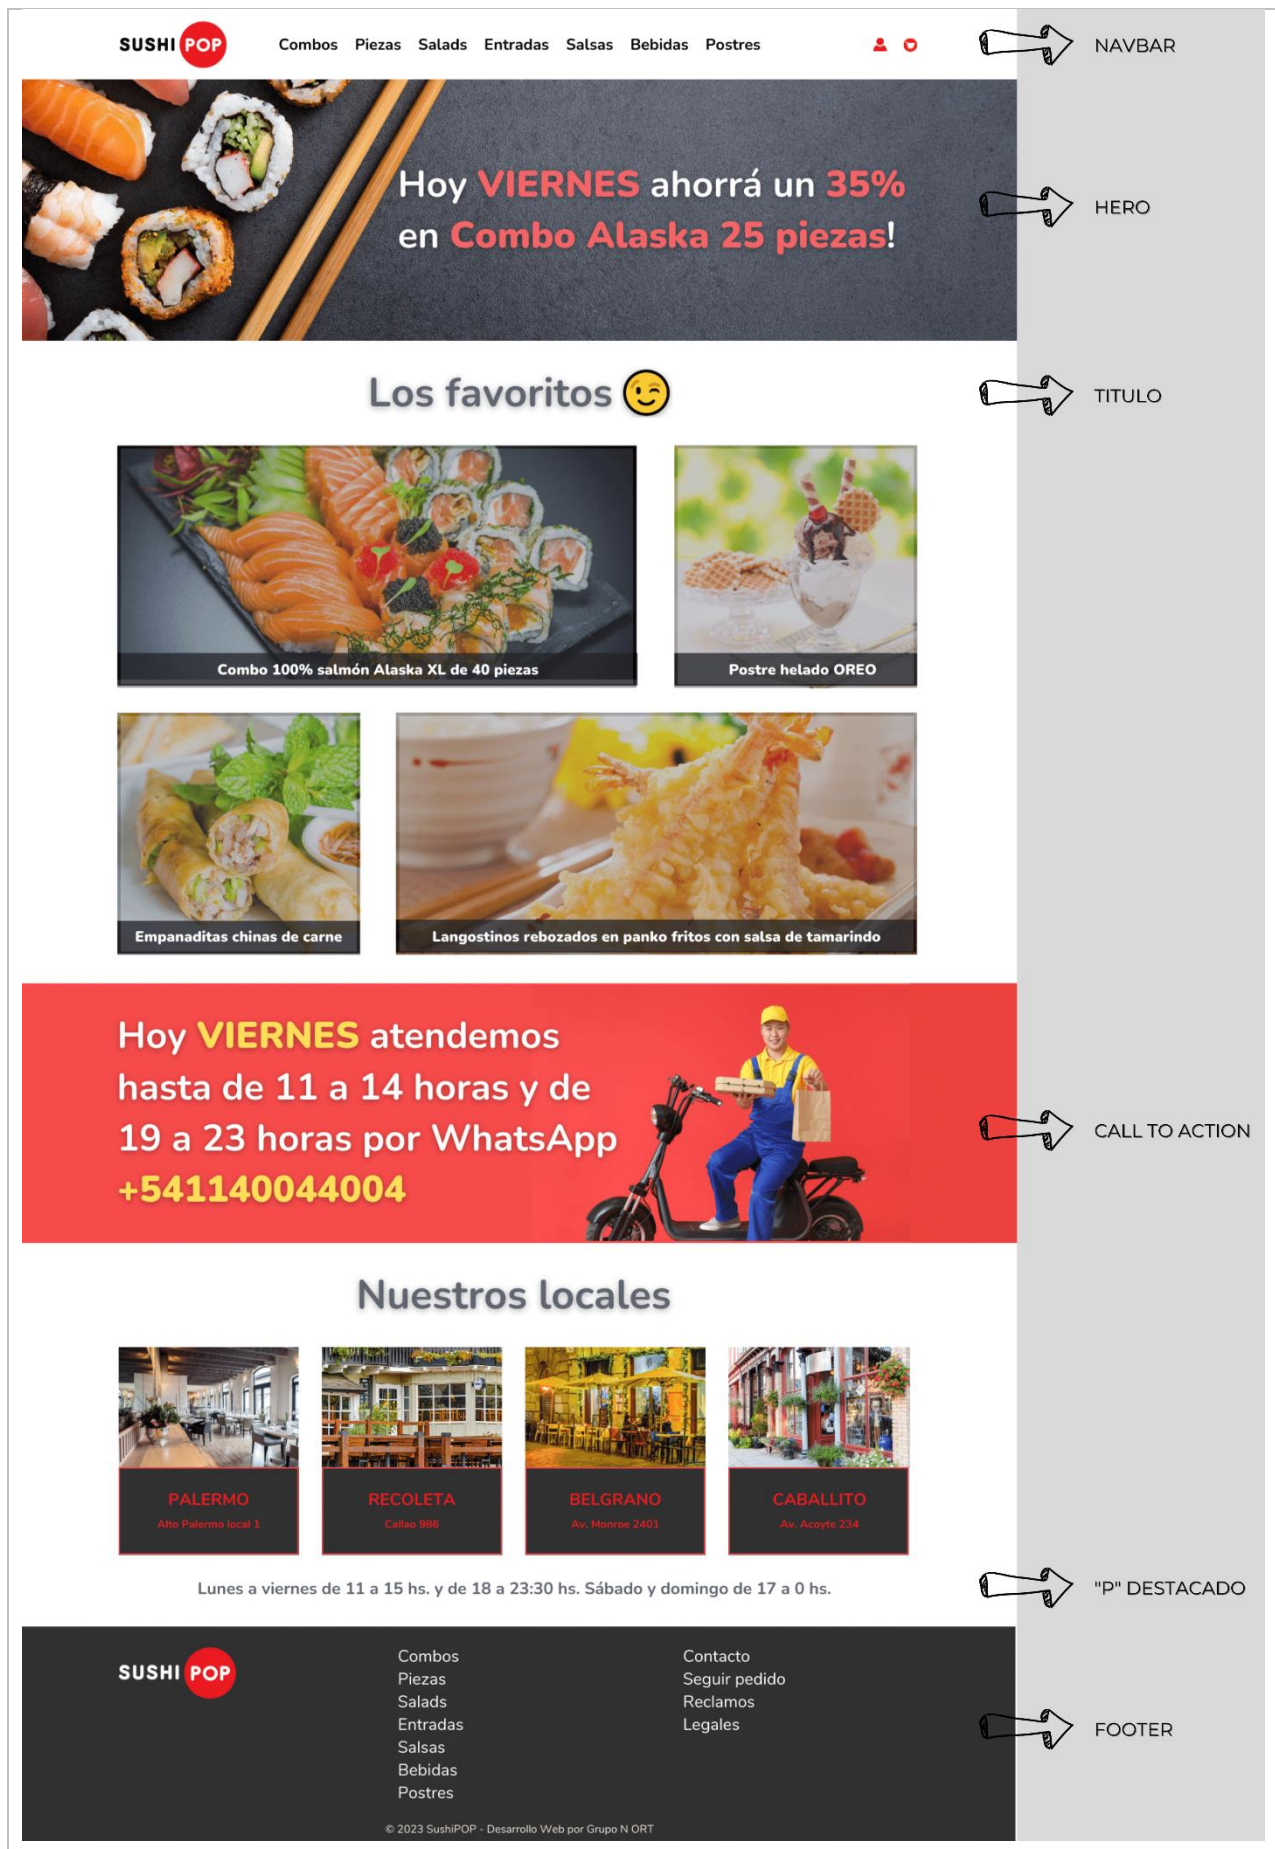 SUSHI POP
Combos Piezas Salads Entradas Salsas Bebidas Postres
NAVBAR
Hoy VIERNES ahorrá un 35%
en Combo Alaska 25 piezas!
HERO
Los favoritos
TITULO
Combo 100% salmón Alaska XL de 40 piezas
Postre helado OREO
Empanaditas chinas de carne
Langostinos rebozados en panko fritos con salsa de tamarindo
Hoy VIERNES atendemos
hasta de 11 a 14 horas y de
19 a 23 horas por WhatsApp
+541140044004
CALL TO ACTION
Nuestros locales
PALERMO
Alto Palermo local 1
RECOLETA
Callao 986
BELGRANO
Av. Monroe 2401
CABALLITO
Av. Acoyte 234
Lunes a viernes de 11 a 15 hs. y de 18 a 23:30 hs. Sábado y domingo de 17 a 0 hs.
"P" DESTACADO
SUSHI POP
Combos
Piezas
Salads
Entradas
Salsas
Bebidas
Postres
Contacto
Seguir pedido
Reclamos
Legales
FOOTER
© 2023 SushiPOP - Desarrollo Web por Grupo N ORT